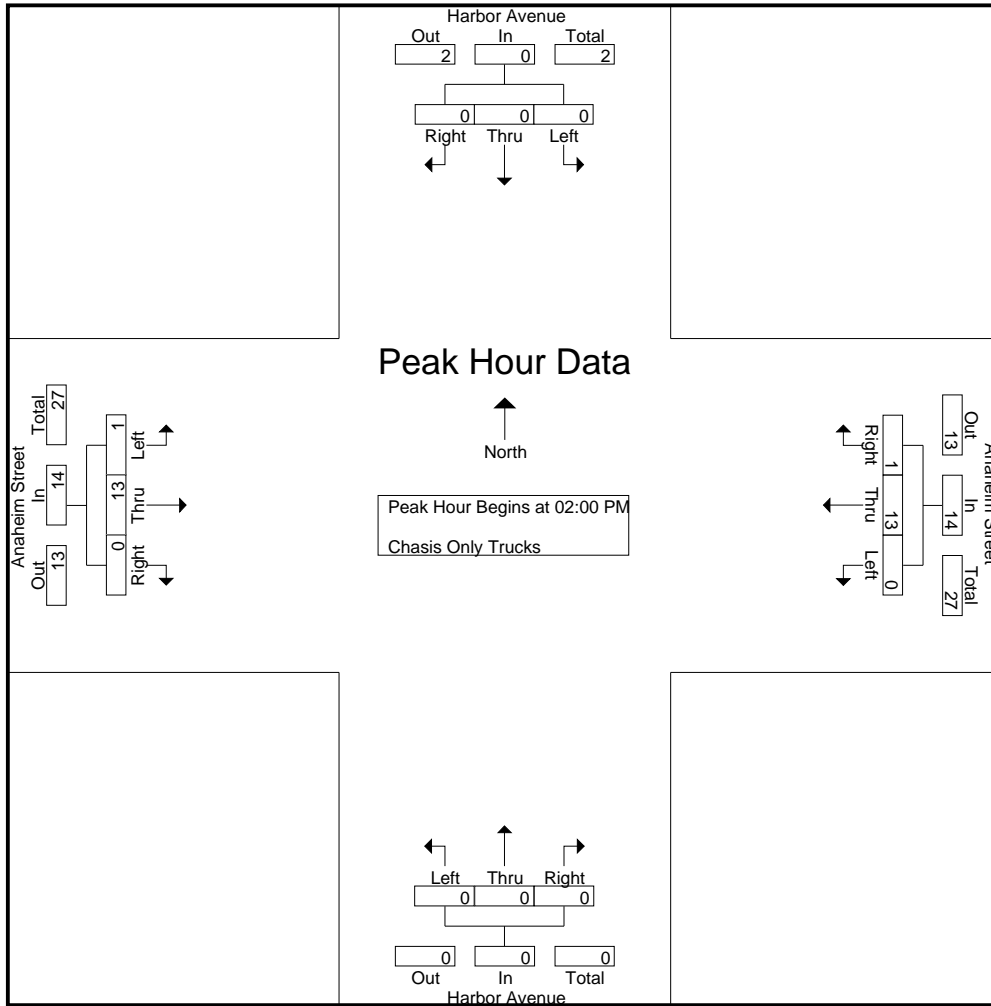 Harbor Avenue
Out In Total
2 0 2
0 0 0
Right Thru Left
Peak Hour Data
North
Peak Hour Begins at 02:00 PM
Chasis Only Trucks
Anaheim Street
Out In Total
13 14 27
Left Thru Right
1 13 0
Anaheim Street
Out In Total
13 14 27
Right Thru Left
1 13 0
Left Thru Right
0 0 0
0 0 0
Out In Total
Harbor Avenue